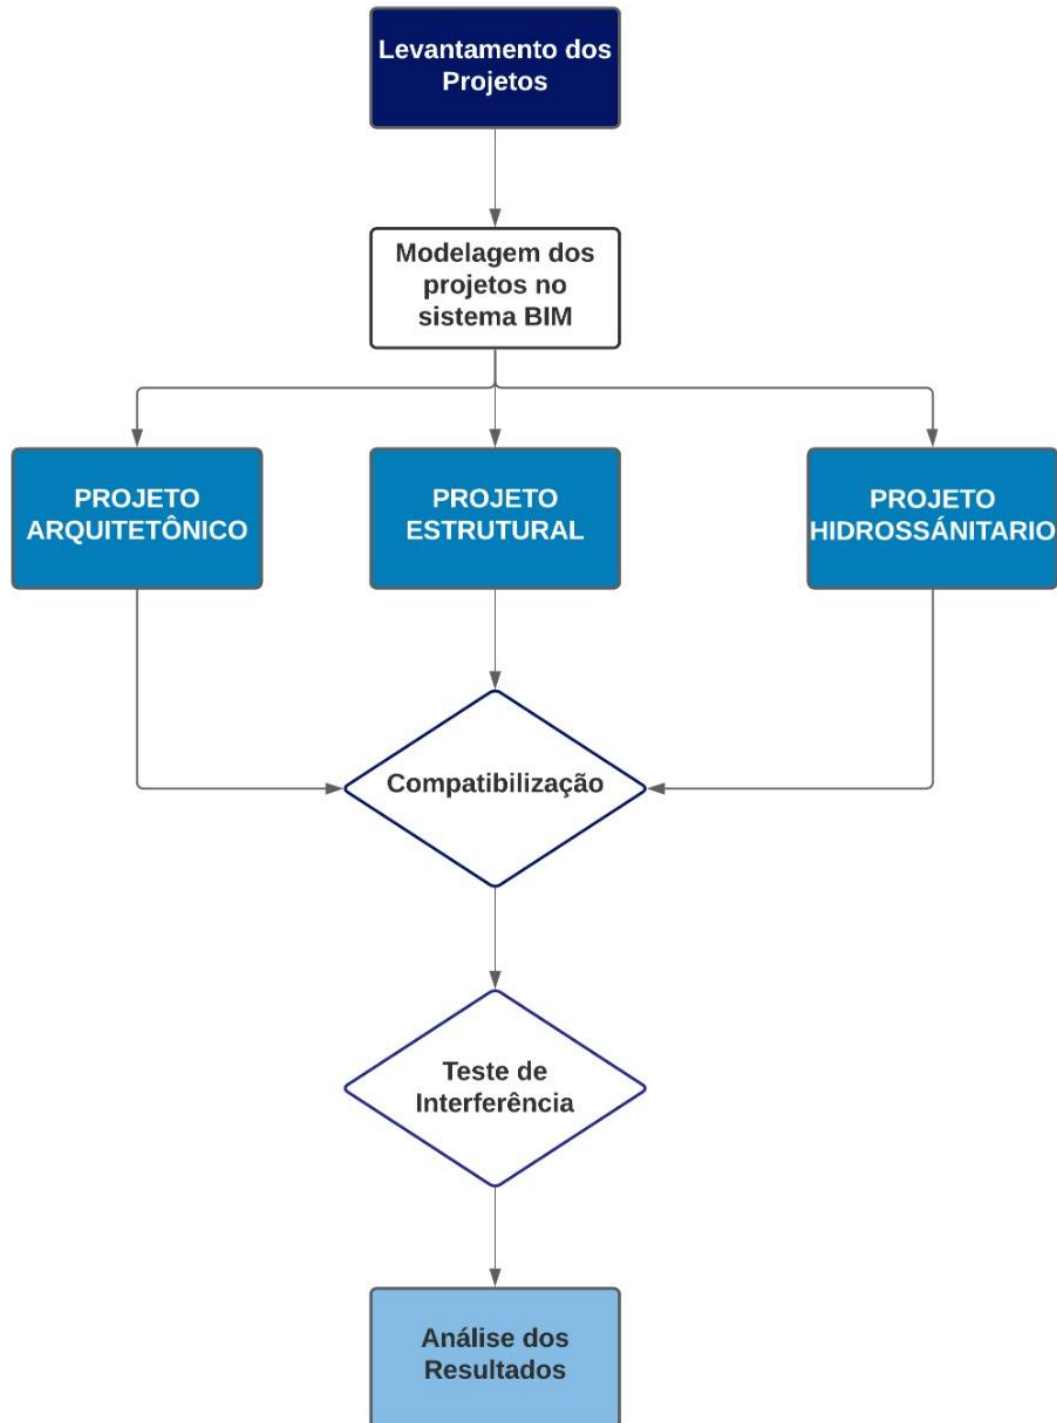 Levantamento dos
Projetos
Modelagem dos
projetos no
sistema BIM
PROJETO
ARQUITETÔNICO
PROJETO
ESTRUTURAL
PROJETO
HIDROSSÁNITARIO
Compatibilização
Teste de
Interferência
Análise dos
Resultados